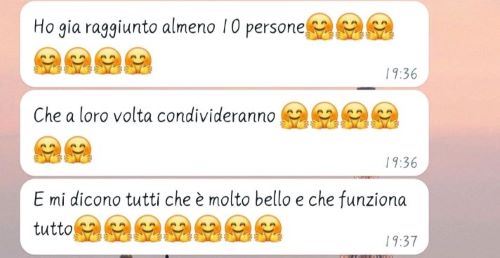 Ho gia raggiunto almeno 10 persone🤗🤗🤗
🤗🤗🤗🤗
19:36
Che a loro volta condivideranno 🤗🤗🤗🤗
🤗🤗
19:36
E mi dicono tutti che è molto bello e che funziona
tutto🤗🤗🤗🤗🤗🤗🤗
19:37